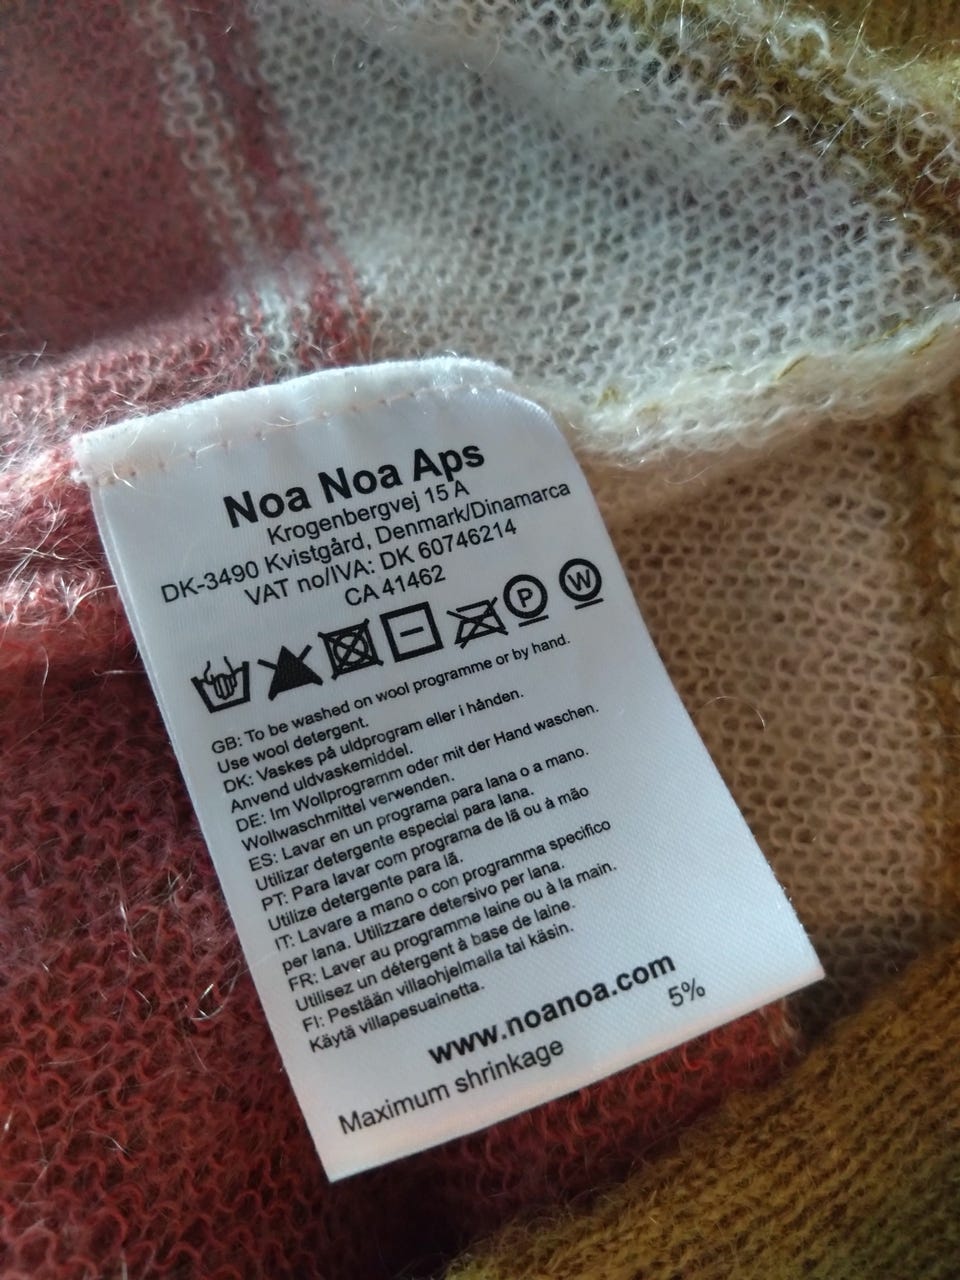 Noa Noa Aps
Krogenbergvej 15 A
DK-3490 Kvistgård, Denmark/Dinamarca
VAT no/IVA: DK 60746214
CA 41462
P W
GB: To be washed on wool programme or by hand.
Use wool detergent.
DK: Vaskes på uldprogram eller i hånden.
Anvend uldvaskemiddel.
DE: Im Wollprogramm oder mit der Hand waschen.
Wollwaschmittel verwenden.
ES: Lavar en un programa para lana o a mano.
Utilizar detergente especial para lana.
PT: Para lavar com programa de lã ou à mão
Utilize detergente para lã.
IT: Lavare a mano o con programma specifico
per lana. Utilizzare detersivo per lana.
FR: Laver au programme laine ou à la main.
Utilisez un détergent à base de laine.
FI: Pestään villaohjelmalla tai käsin.
Käytä villapesuainetta.
www.noanoa.com
Maximum shrinkage 5%